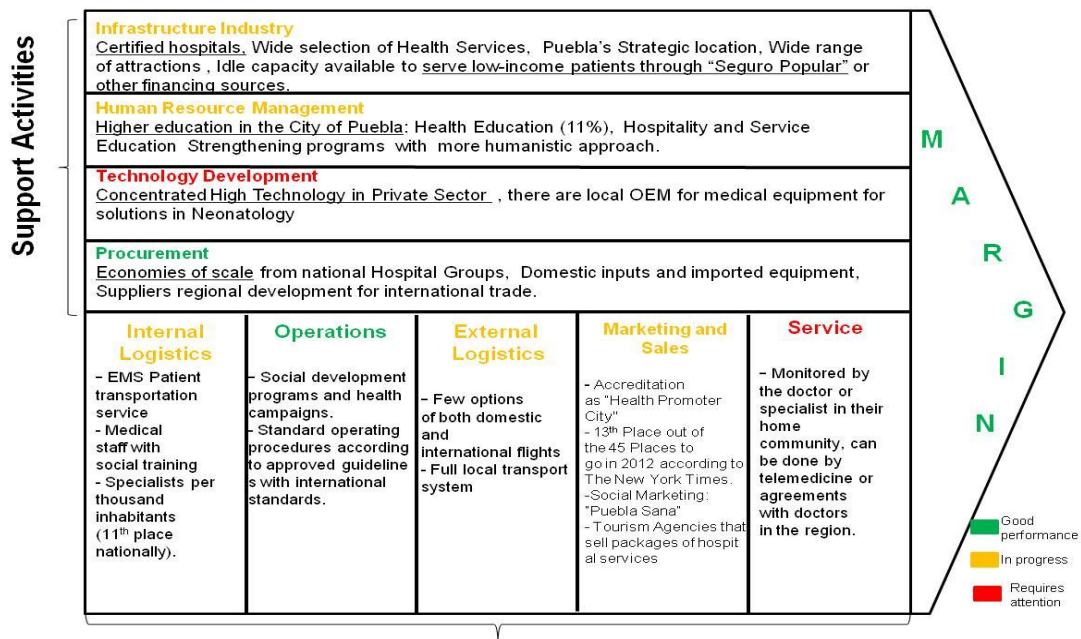 Support Activities
Infrastructure Industry
Certified hospitals, Wide selection of Health Services, Puebla's Strategic location, Wide range
of attractions , Idle capacity available to serve low-income patients through "Seguro Popular" or
other financing sources.
Human Resource Management
Higher education in the City of Puebla: Health Education (11%), Hospitality and Service
Education Strengthening programs with more humanistic approach.
Technology Development
Concentrated High Technology in Private Sector , there are local OEM for medical equipment for
solutions in Neonatology
Procurement
Economies of scale from national Hospital Groups, Domestic inputs and imported equipment,
Suppliers regional development for international trade.
Internal
Logistics
- EMS Patient
transportation
service
- Medical
staff with
social training
- Specialists per
thousand
inhabitants
(11th place
nationally).
Operations
- Social development
programs and health
campaigns.
- Standard operating
procedures according
to approved guideline
s with international
standards.
External
Logistics
- Few options
of both domestic
and
international flights
- Full local transport
system
Marketing and
Sales
- Accreditation
as "Health Promoter
City"
- 13th Place out of
the 45 Places to
go in 2012 according to
The New York Times.
-Social Marketing:
"Puebla Sana"
- Tourism Agencies that
sell packages of hospit
al services
Service
- Monitored by
the doctor or
specialist in their
home
community, can
be done by
telemedicine or
agreements
with doctors
in the region.
MARGIN
Good
performance
In progress
Requires
attention